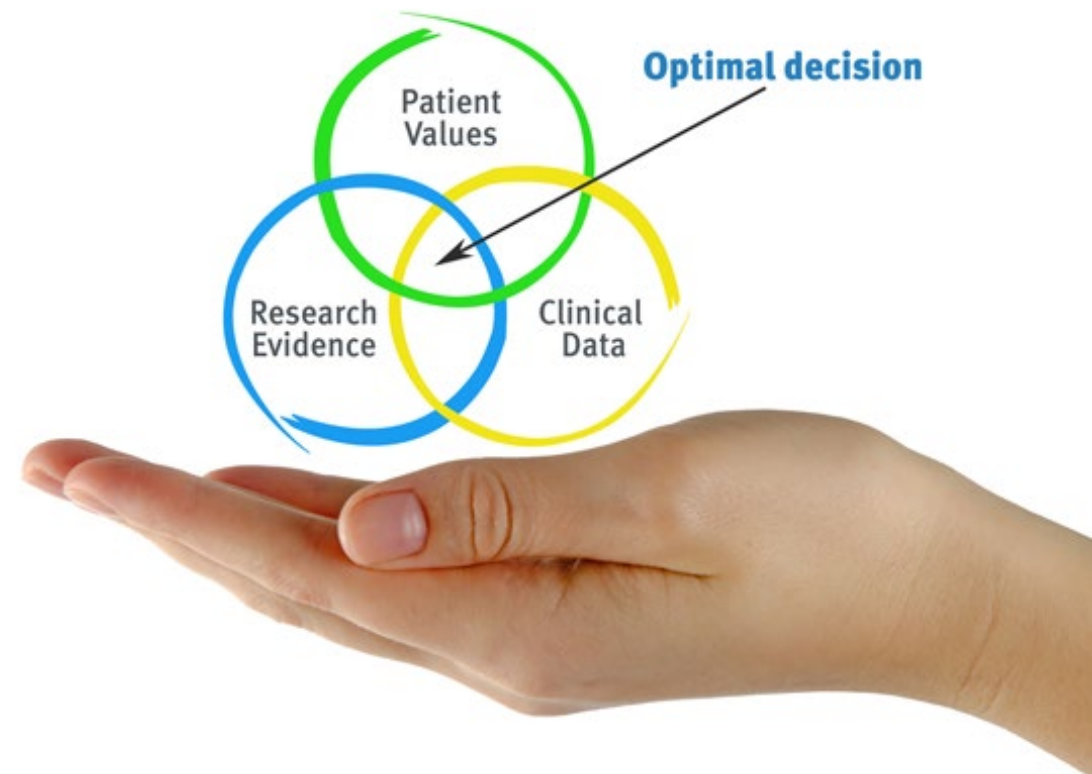 Optimal decision
Patient
Values
Research
Evidence
Clinical
Data